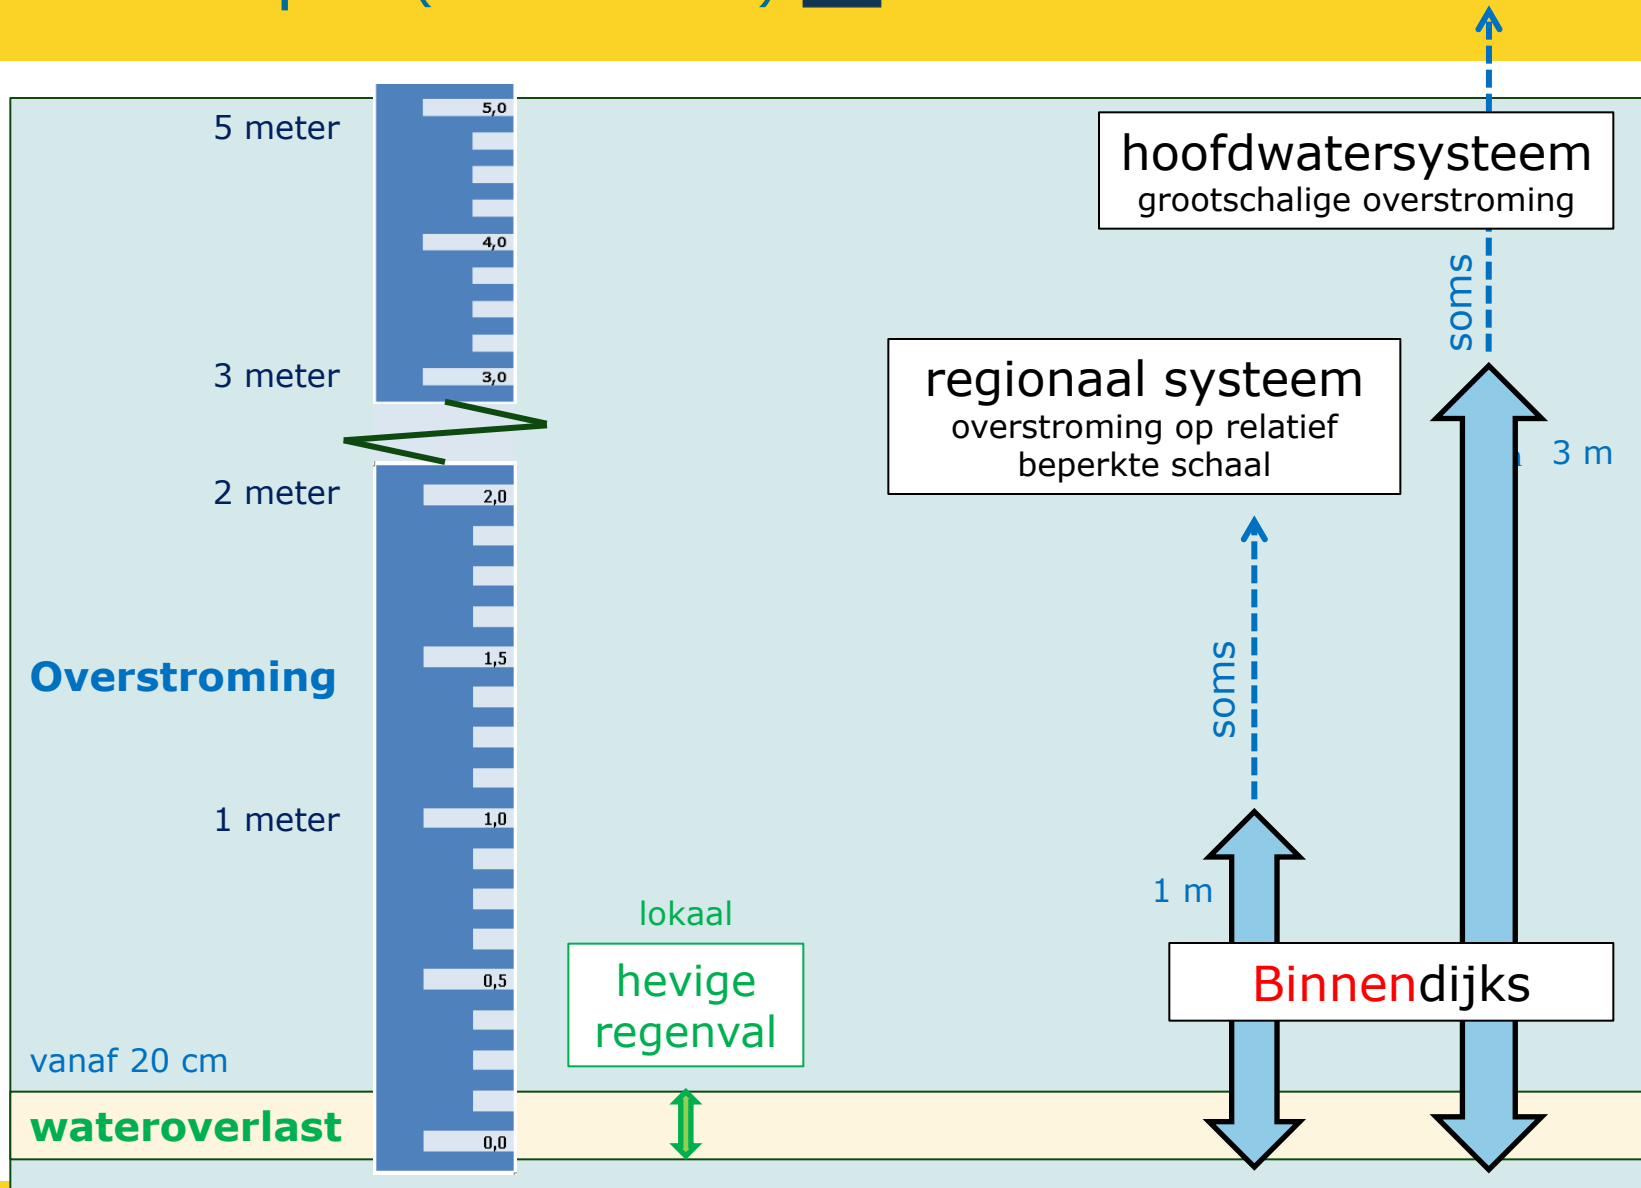 5 meter
5,0
hoofdwatersysteem
grootschalige overstroming
4,0
soms
3 meter
3,0
regionaal systeem
overstroming op relatief
beperkte schaal
3 m
2 meter
2,0
soms
Overstroming
1,5
1 meter
1,0
1 m
lokaal
hevige
regenval
0,5
Binnendijks
vanaf 20 cm
wateroverlast
0,0